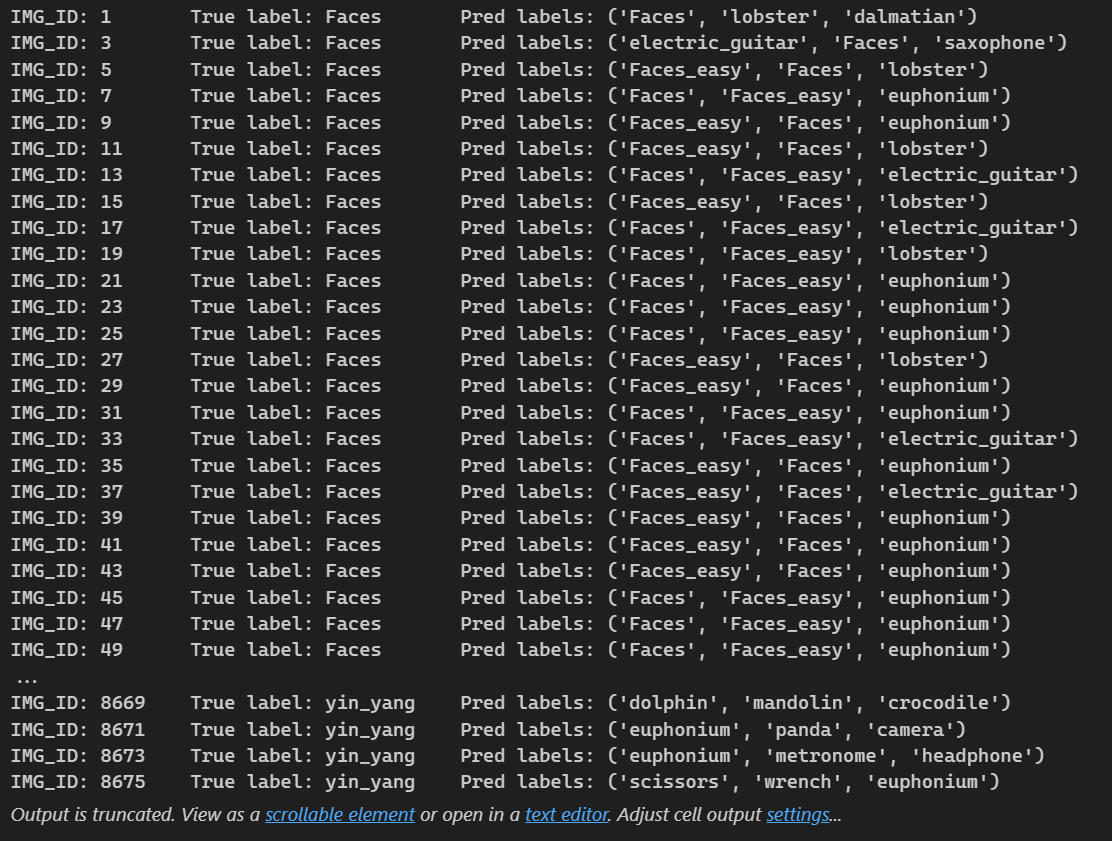 IMG_ID: 1 True label: Faces Pred labels: ('Faces', 'lobster', 'dalmatian')
IMG_ID: 3 True label: Faces Pred labels: ('electric_guitar', 'Faces', 'saxophone')
IMG_ID: 5 True label: Faces Pred labels: ('Faces_easy', 'Faces', 'lobster')
IMG_ID: 7 True label: Faces Pred labels: ('Faces', 'Faces_easy', 'euphonium')
IMG_ID: 9 True label: Faces Pred labels: ('Faces_easy', 'Faces', 'euphonium')
IMG_ID: 11 True label: Faces Pred labels: ('Faces_easy', 'Faces', 'lobster')
IMG_ID: 13 True label: Faces Pred labels: ('Faces', 'Faces_easy', 'electric_guitar')
IMG_ID: 15 True label: Faces Pred labels: ('Faces_easy', 'Faces', 'lobster')
IMG_ID: 17 True label: Faces Pred labels: ('Faces', 'Faces_easy', 'electric_guitar')
IMG_ID: 19 True label: Faces Pred labels: ('Faces', 'Faces_easy', 'lobster')
IMG_ID: 21 True label: Faces Pred labels: ('Faces', 'Faces_easy', 'euphonium')
IMG_ID: 23 True label: Faces Pred labels: ('Faces', 'Faces_easy', 'euphonium')
IMG_ID: 25 True label: Faces Pred labels: ('Faces', 'Faces_easy', 'euphonium')
IMG_ID: 27 True label: Faces Pred labels: ('Faces_easy', 'Faces', 'lobster')
IMG_ID: 29 True label: Faces Pred labels: ('Faces', 'Faces_easy', 'euphonium')
IMG_ID: 31 True label: Faces Pred labels: ('Faces', 'Faces_easy', 'euphonium')
IMG_ID: 33 True label: Faces Pred labels: ('Faces', 'Faces_easy', 'electric_guitar')
IMG_ID: 35 True label: Faces Pred labels: ('Faces_easy', 'Faces', 'euphonium')
IMG_ID: 37 True label: Faces Pred labels: ('Faces_easy', 'Faces', 'electric_guitar')
IMG_ID: 39 True label: Faces Pred labels: ('Faces_easy', 'Faces', 'euphonium')
IMG_ID: 41 True label: Faces Pred labels: ('Faces_easy', 'Faces', 'euphonium')
IMG_ID: 43 True label: Faces Pred labels: ('Faces_easy', 'Faces', 'euphonium')
IMG_ID: 45 True label: Faces Pred labels: ('Faces', 'Faces_easy', 'euphonium')
IMG_ID: 47 True label: Faces Pred labels: ('Faces', 'Faces_easy', 'euphonium')
IMG_ID: 49 True label: Faces Pred labels: ('Faces', 'Faces_easy', 'euphonium')
...
IMG_ID: 8669 True label: yin_yang Pred labels: ('dolphin', 'mandolin', 'crocodile')
IMG_ID: 8671 True label: yin_yang Pred labels: ('euphonium', 'panda', 'camera')
IMG_ID: 8673 True label: yin_yang Pred labels: ('euphonium', 'metronome', 'headphone')
IMG_ID: 8675 True label: yin_yang Pred labels: ('scissors', 'wrench', 'euphonium')
Output is truncated. View as a scrollable element or open in a text editor. Adjust cell output settings...